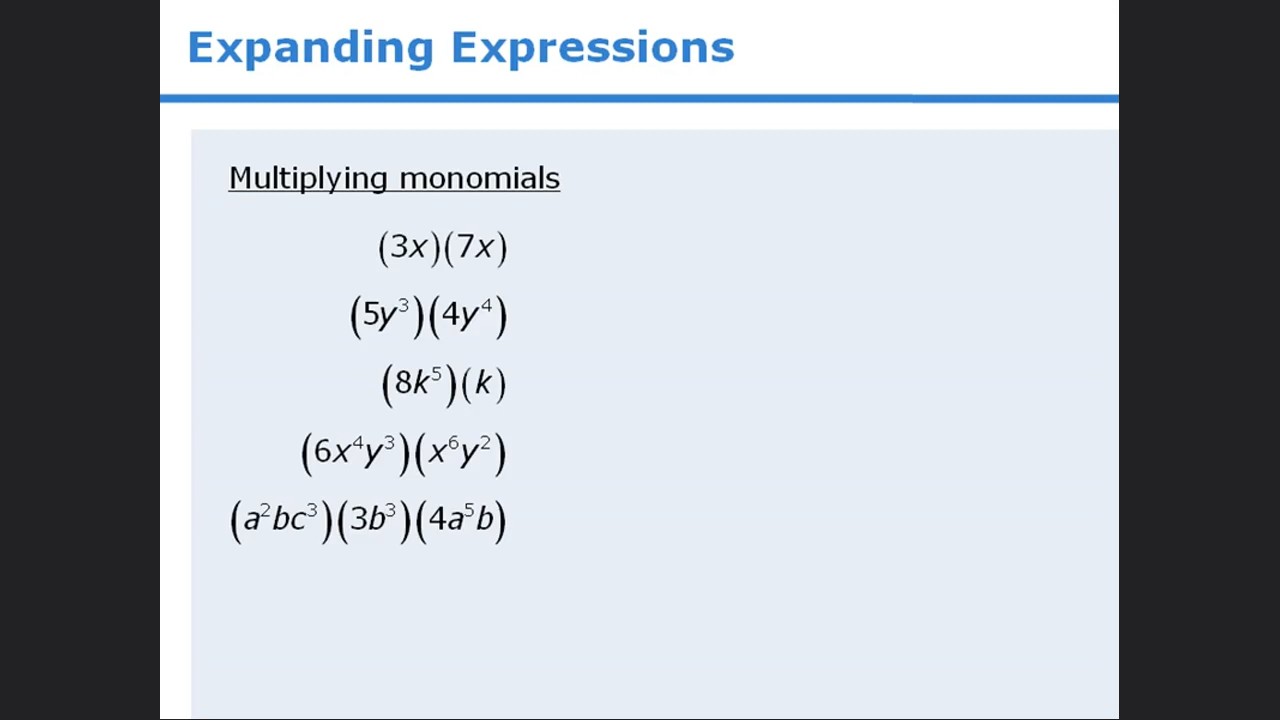 Expanding Expressions
Multiplying monomials
(3x)(7x)
(5y³)(4y⁴)
(8k⁵)(k)
(6x⁴y³)(x⁶y²)
(a²bc³)(3b³)(4a⁵b)